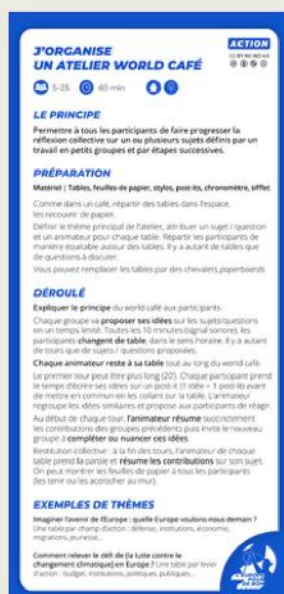 ACTION
CC BY-NC-ND 4.0
J'ORGANISE
UN ATELIER WORLD CAFÉ
5-25 60 min
LE PRINCIPE
Permettre à tous les participants de faire progresser la
réflexion collective sur un ou plusieurs sujets définis par un
travail en petits groupes et par étapes successives.
PRÉPARATION
Matériel | Tables, feuilles de papier, stylos, post-its, chronomètre, sifflet
Comme dans un café, répartir des tables dans l'espace,
les recouvrir de papier.
Définir le thème principal de l'atelier, attribuer un sujet / question
et un animateur pour chaque table. Répartir les participants de
manière équitable autour des tables. Il y a autant de tables que
de questions à discuter.
Vous pouvez remplacer les tables par des chevalets paperboards.
DÉROULÉ
Expliquer le principe du world café aux participants.
Chaque groupe va proposer ses idées sur les sujets/questions
en un temps limité. Toutes les 10 minutes (signal sonore), les
participants changent de table, dans le sens horaire. Il y a autant
de tours que de sujets / questions proposées.
Chaque animateur reste à sa table tout au long du world café.
Le premier tour peut être plus long (20'). Chaque participant prend
le temps d'écrire ses idées sur un post-it (1 idée = 1 post-it) avant
de mettre en commun en les collant sur la table. L'animateur
regroupe les idées similaires et propose aux participants de réagir.
Au début de chaque tour, l'animateur résume succinctement
les contributions des groupes précédents puis invite le nouveau
groupe à compléter ou nuancer ces idées.
Restitution collective : à la fin des tours, l'animateur de chaque
table prend la parole et résume les contributions sur son sujet.
On peut montrer les feuilles de papier à tous les participants
(les tenir ou les accrocher au mur).
EXEMPLES DE THÈMES
Imaginer l'avenir de l'Europe : quelle Europe voulons nous demain ?
Une table par champ d'action : défense, institutions, économie,
migrations, jeunesse...
Comment relever le défi de [la lutte contre le
changement climatique] en Europe ? Une table par levier
d'action : budget, institutions, politiques publiques...